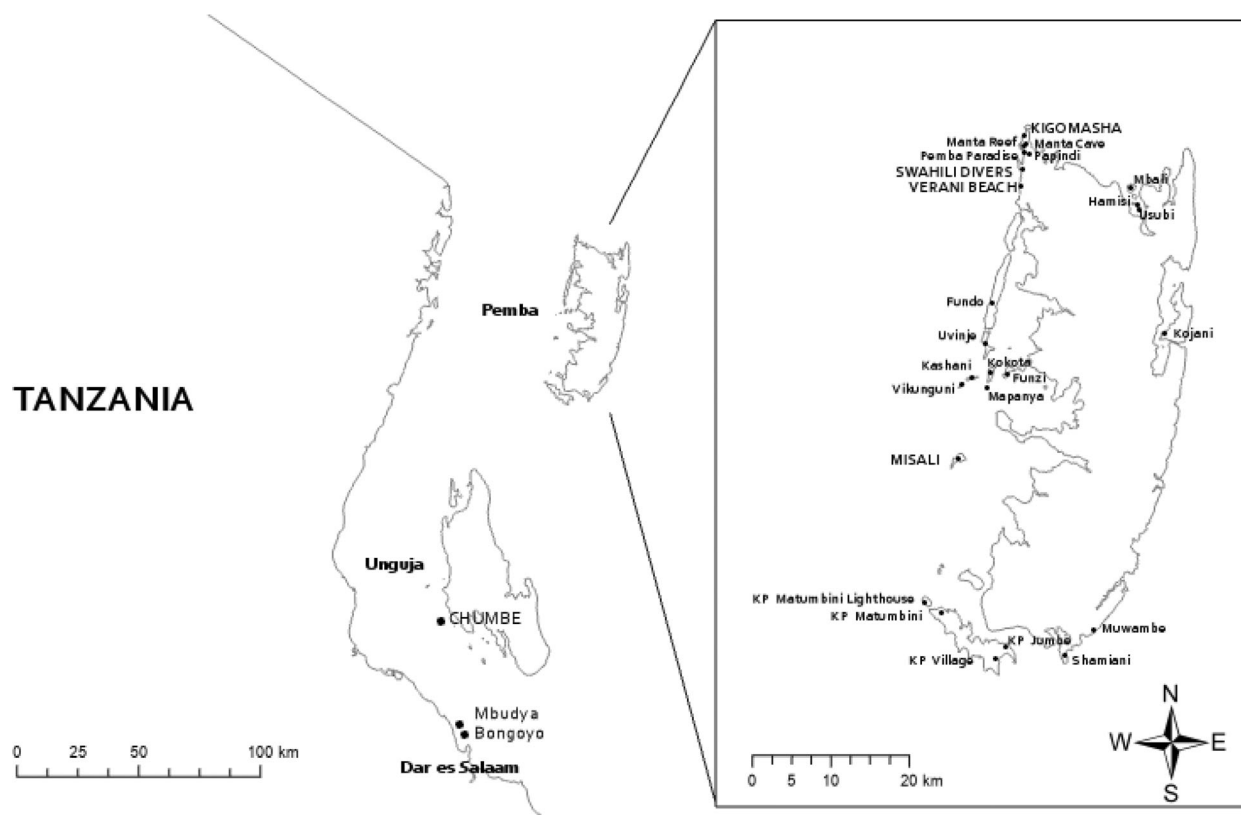 TANZANIA
Pemba
Unguja
CHUMBE
Mbudya
Bongoyo
Dar es Salaam
0 25 50 100 km
KIGOMASHA
Manta Reef
Manta Cave
Pemba Paradise
Papindi
SWAHILI DIVERS
VERANI BEACH
Mbali
Hamisi
Usubi
Fundo
Uvinje
Kojani
Kokota
Kashani
Funzi
Vikunguni
Mapanya
MISALI
KP Matumbini Lighthouse
KP Matumbini
Muwambe
KP Jumbe
KP Village
Shamiani
0 5 10 20 km
N
W E
S